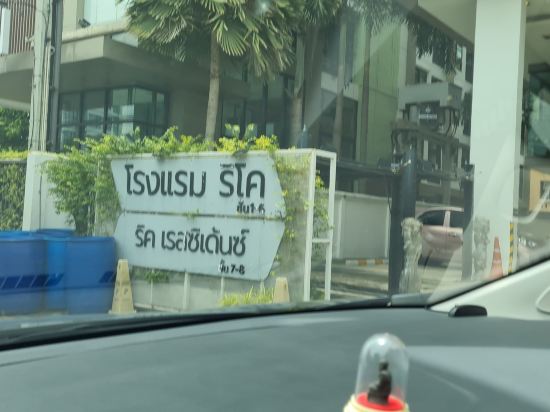 โรงแรม ริโค
ชั้น1-6
ริค เรสซิเด้นซ์
ชั้น 7-8